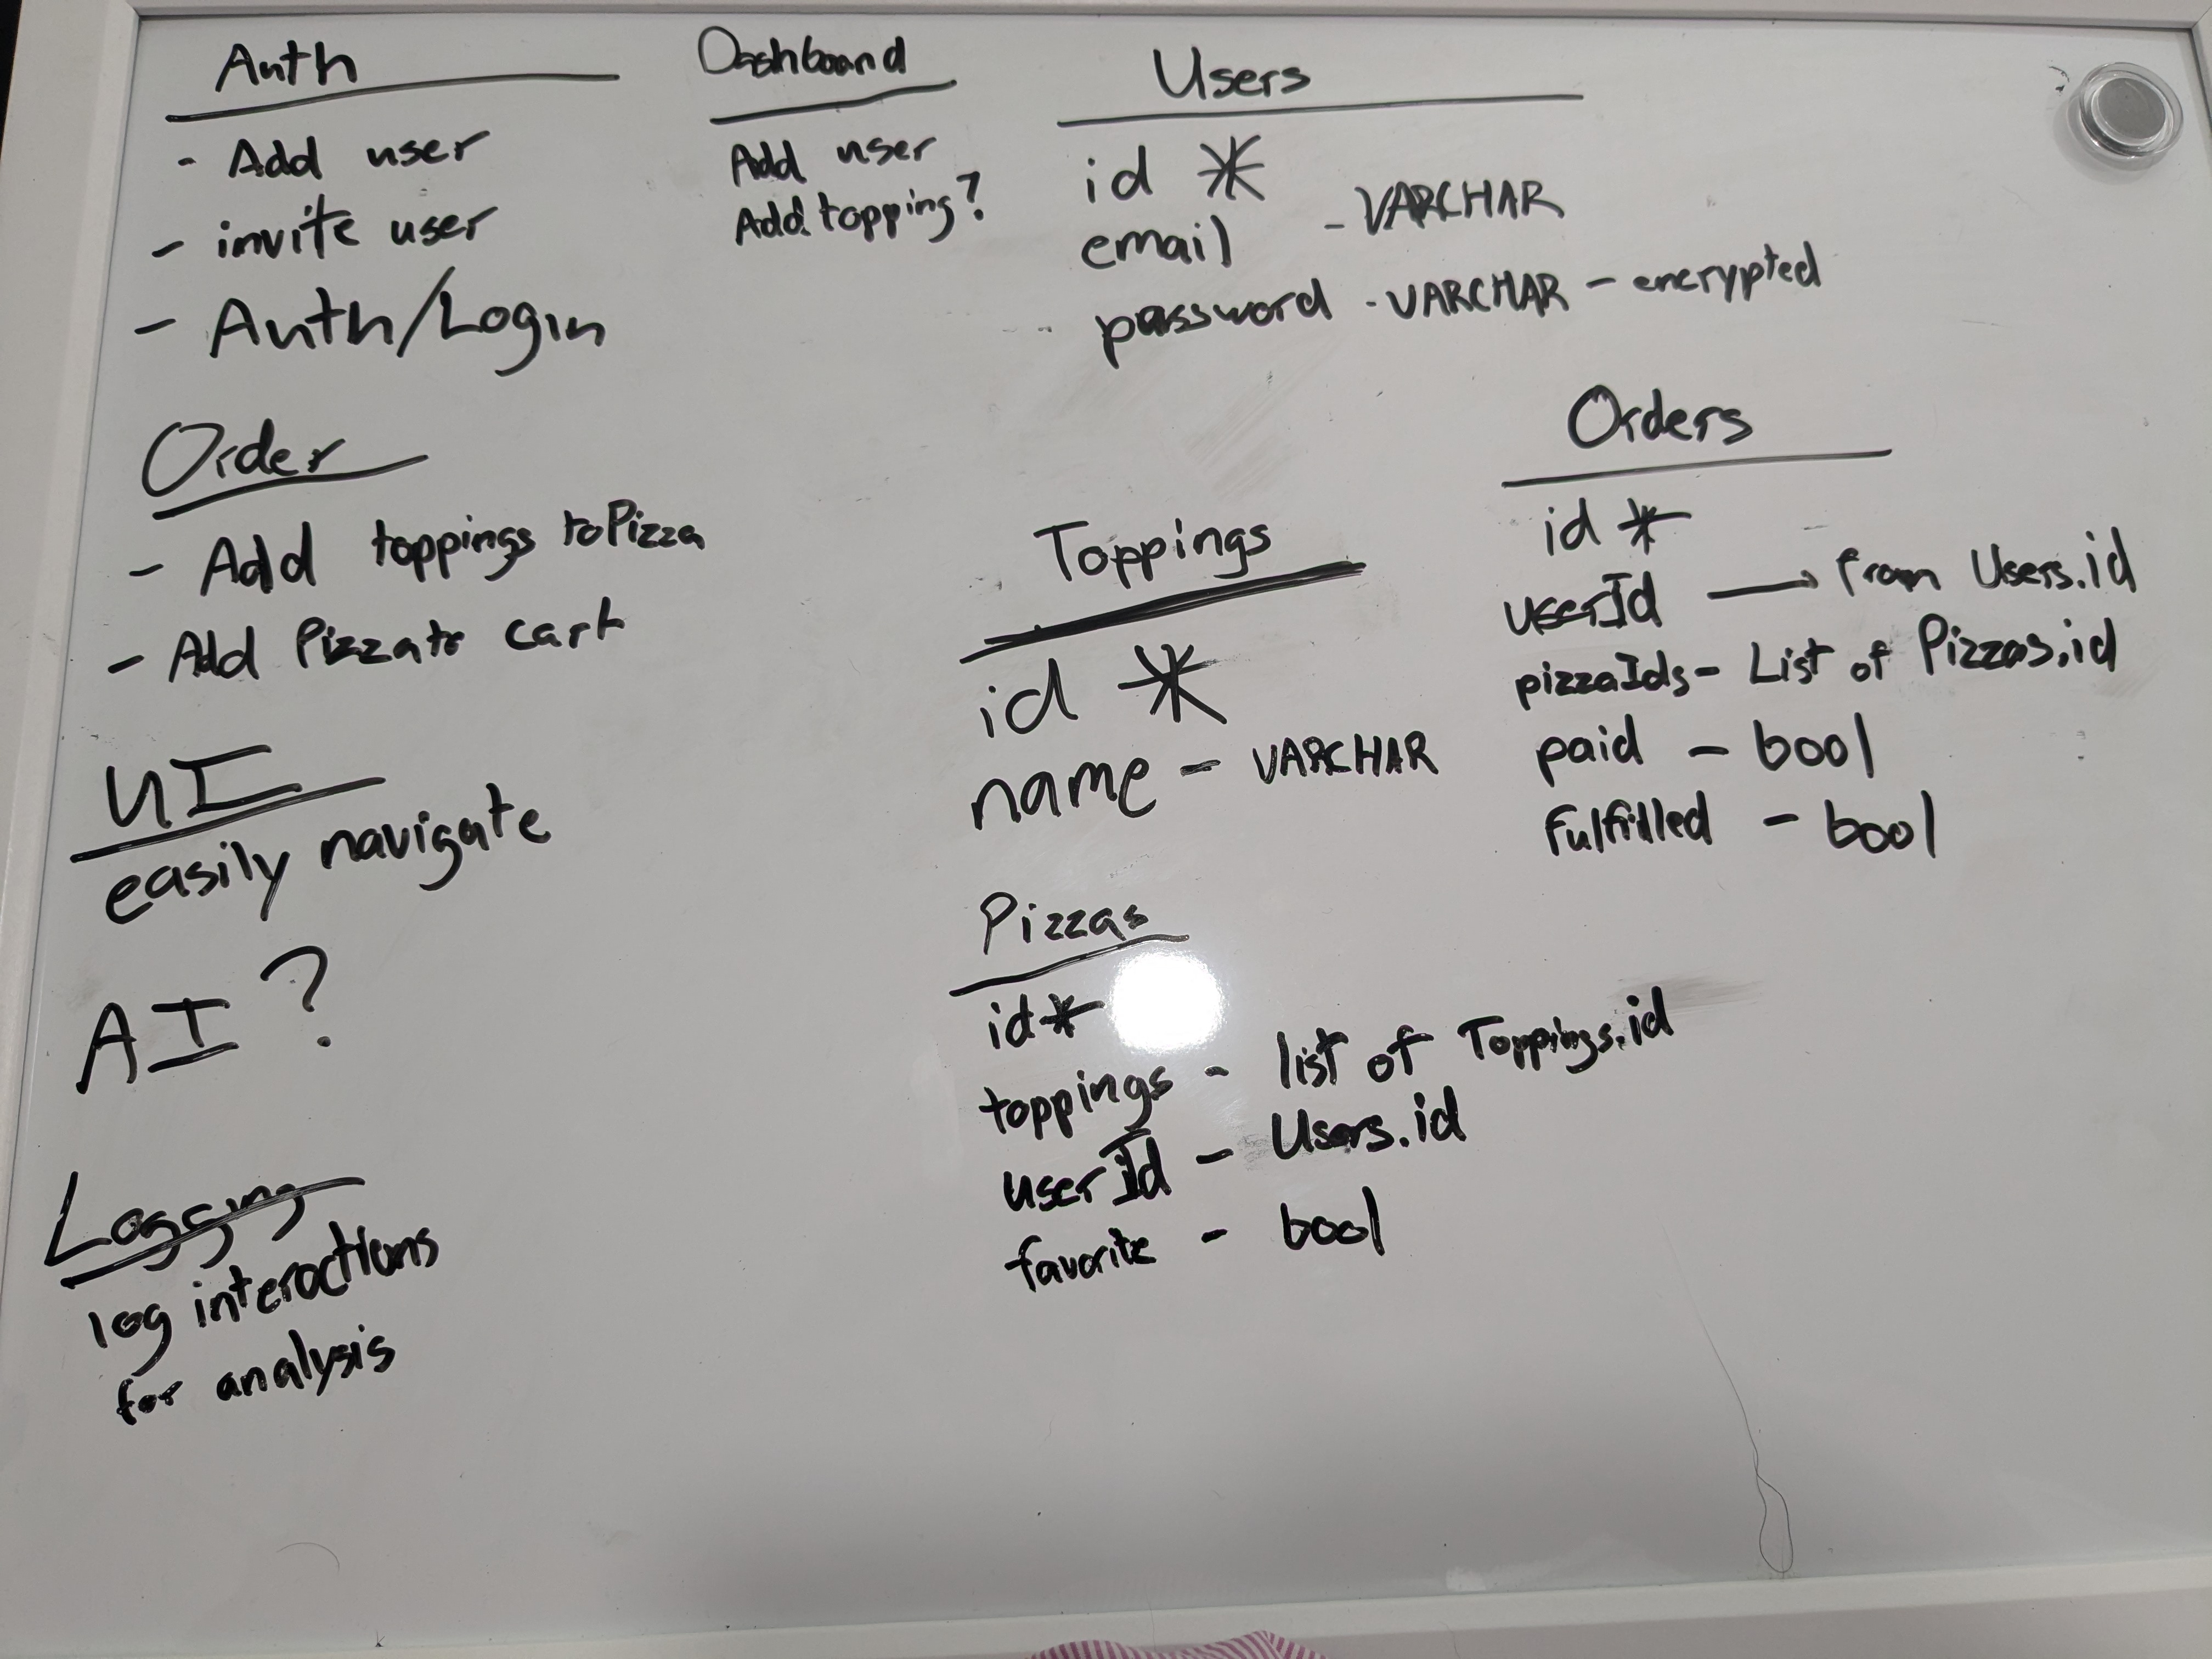 Auth
- Add user
- invite user
- Auth/Login
Order
- Add toppings to Pizza
- Add Pizza to cart
UI
easily navigate
AI?
Logging
log interactions
for analysis
Dashboard
Add user
Add topping?
Users
id *
email - VARCHAR
password - VARCHAR - encrypted
Toppings
id *
name - VARCHAR
Pizzas
id *
toppings - list of Toppings.id
userId - Users.id
favorite - bool
Orders
id *
userId → from Users.id
pizzaIds - List of Pizzas.id
paid - bool
fulfilled - bool